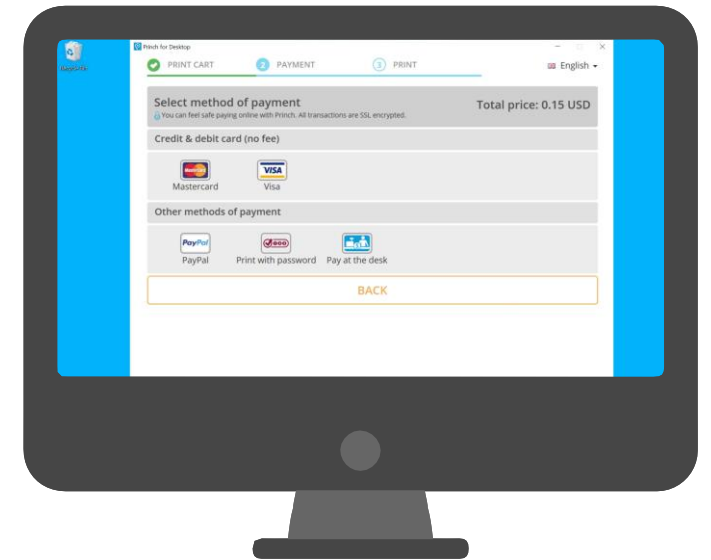 Princh for Desktop
PRINT CART
2 PAYMENT
3 PRINT
English
Select method of payment
You can feel safe paying online with Princh. All transactions are SSL encrypted.
Total price: 0.15 USD
Credit & debit card (no fee)
MasterCard
VISA
Mastercard
Visa
Other methods of payment
PayPal
PayPal
Print with password
Pay at the desk
BACK